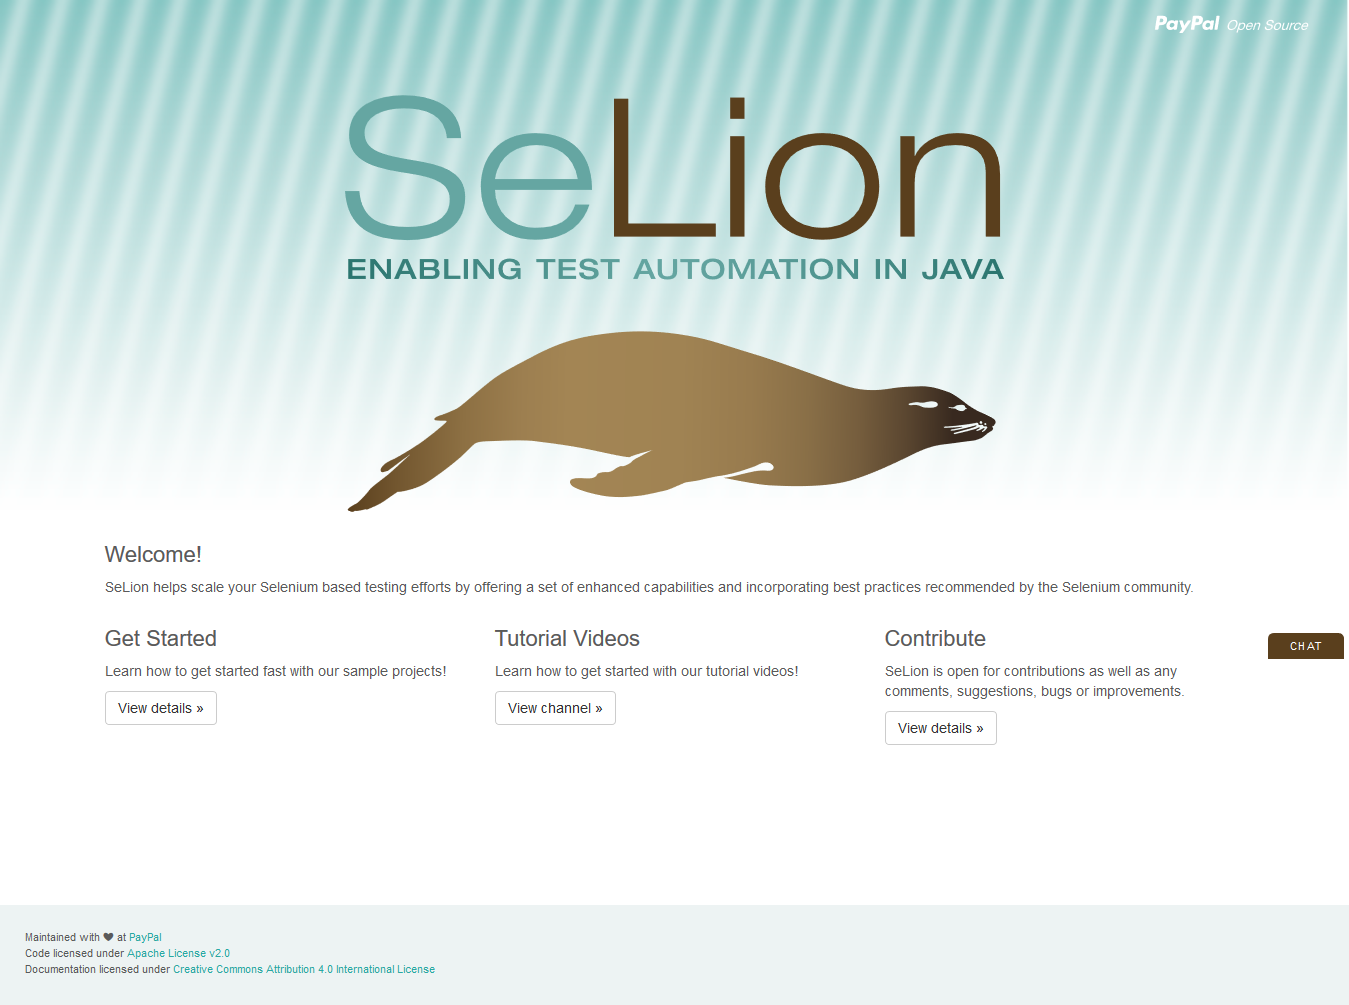 PayPal Open Source
SeLion
ENABLING TEST AUTOMATION IN JAVA
Welcome!
SeLion helps scale your Selenium based testing efforts by offering a set of enhanced capabilities and incorporating best practices recommended by the Selenium community.
Get Started
Learn how to get started fast with our sample projects!
View details »
Tutorial Videos
Learn how to get started with our tutorial videos!
View channel »
Contribute
SeLion is open for contributions as well as any
comments, suggestions, bugs or improvements.
View details »
CHAT
Maintained with ♥ at PayPal
Code licensed under Apache License v2.0
Documentation licensed under Creative Commons Attribution 4.0 International License